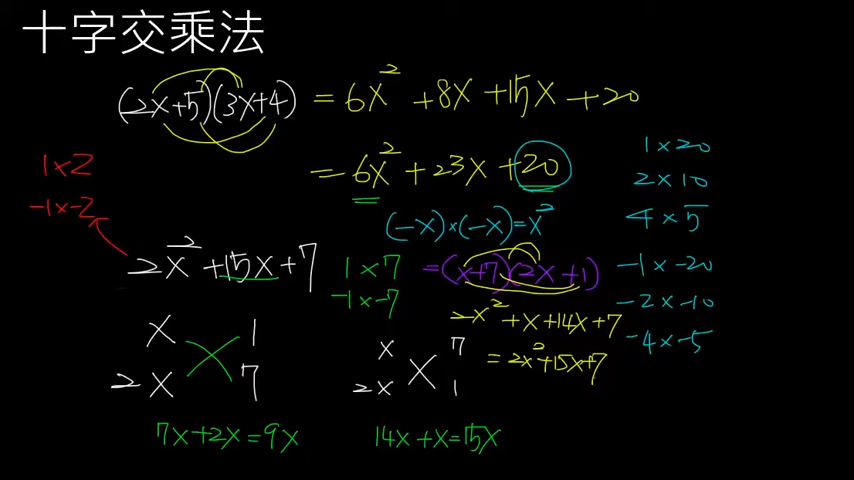 十字交乘法
(2x+5)(3x+4) = 6x² +8x +15x +20
= 6x² +23x +20
1×20
2×10
4×5
-1×-20
-2×-10
-4×-5
1×2
-1×-2
(-x)×(-x)=x²
2x² +15x+7
1×7
-1×-7
=(x+7)(2x+1)
2x²+x+14x+7
=2x²+15x+7
x 1
2x 7
7x+2x=9x
x 7
2x 1
14x+x=15x